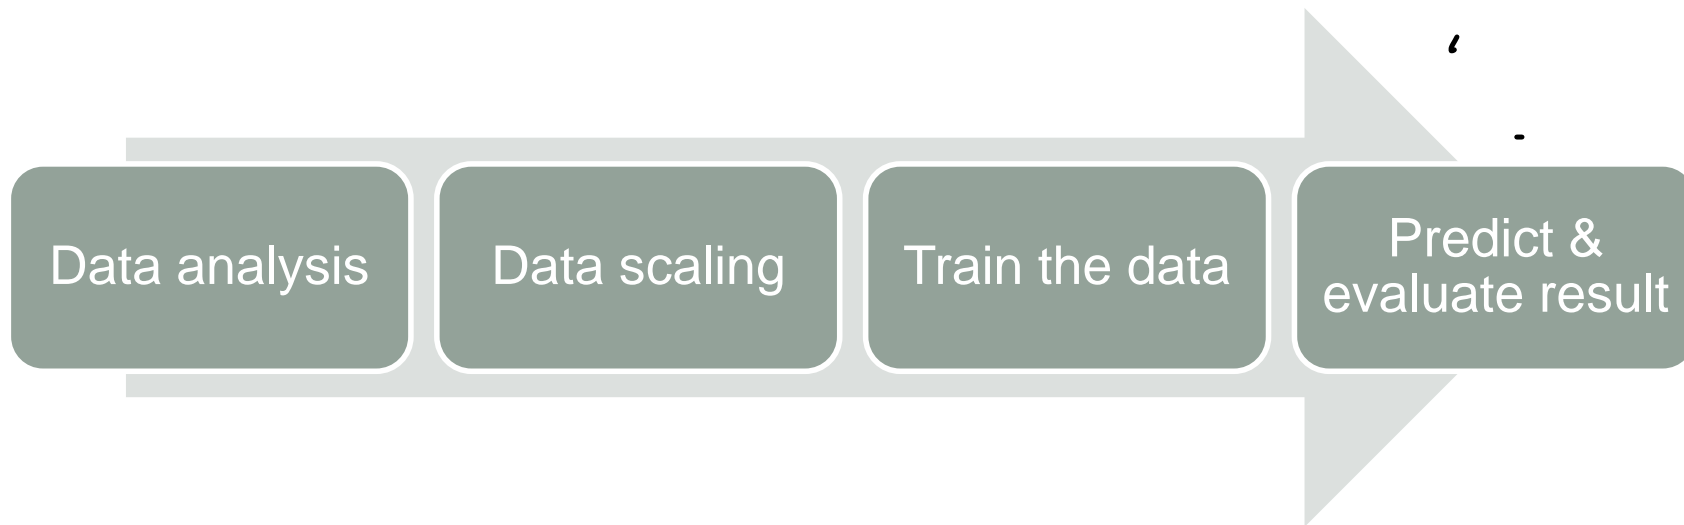 Data analysis
Data scaling
Train the data
Predict &
evaluate result